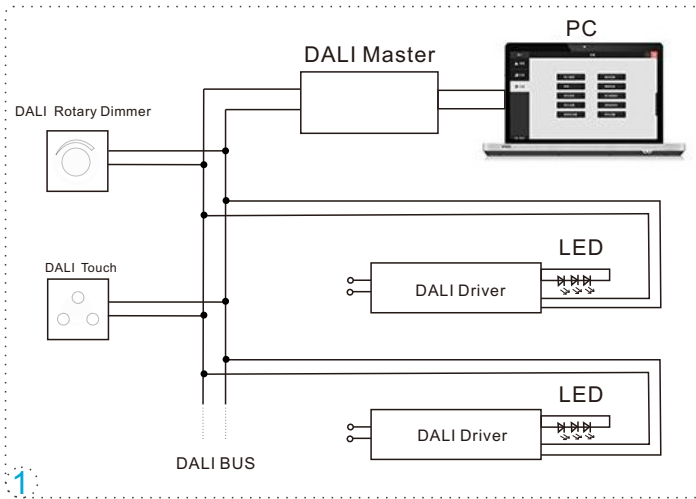 PC
DALI Master
DALI Rotary Dimmer
DALI Touch
LED
DALI Driver
LED
DALI Driver
DALI BUS
1